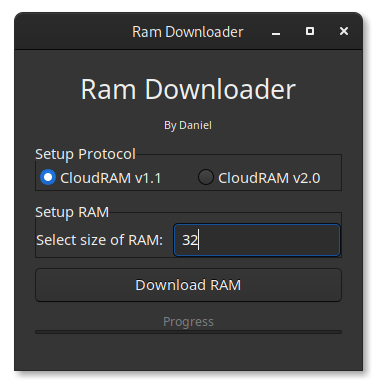 Ram Downloader
Ram Downloader
By Daniel
Setup Protocol
CloudRAM v1.1 CloudRAM v2.0
Setup RAM
Select size of RAM: 32
Download RAM
Progress